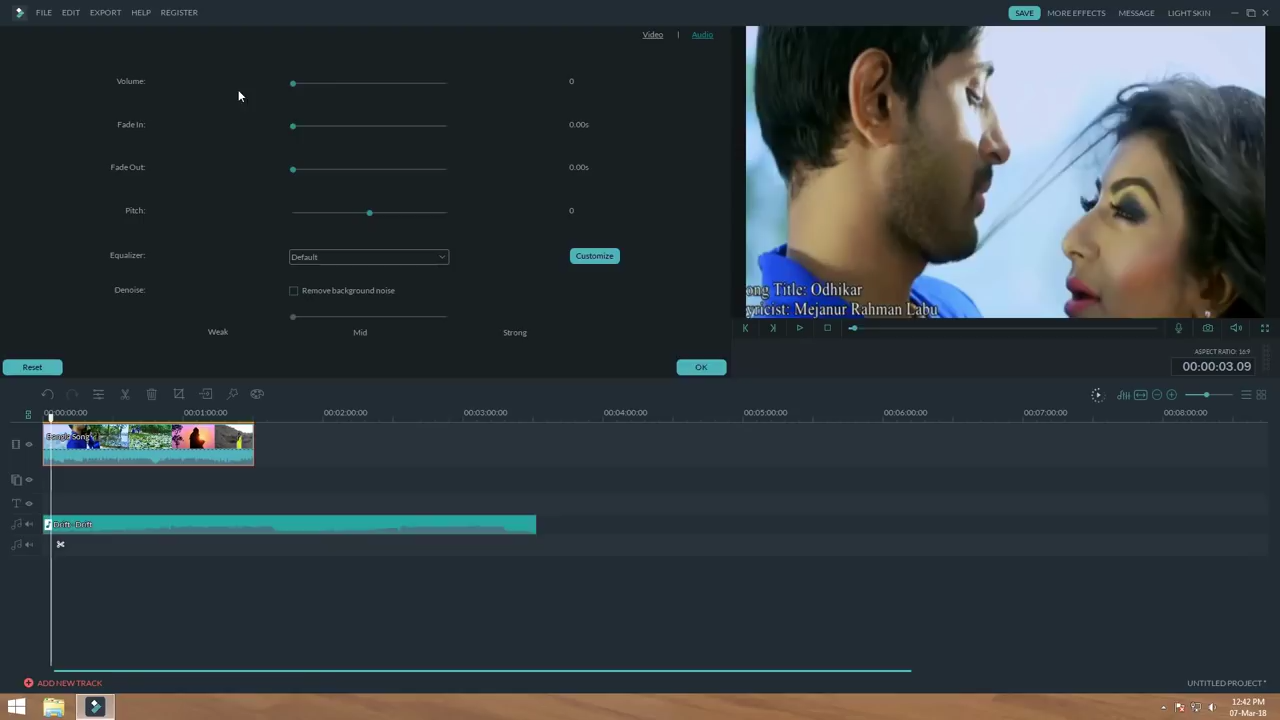 FILE EDIT EXPORT HELP REGISTER SAVE MORE EFFECTS MESSAGE LIGHT SKIN
Video | Audio
Volume: 0
Fade In: 0.00s
Fade Out: 0.00s
Pitch: 0
Equalizer: Default Customize
Denoise: Remove background noise
Weak Mid Strong
Reset OK
ong Title: Odhikar
yricist: Mejanur Rahman Labu
ASPECT RATIO: 16:9
00:00:03.09
00:00:00:00 00:01:00:00 00:02:00:00 00:03:00:00 00:04:00:00 00:05:00:00 00:06:00:00 00:07:00:00 00:08:00:00
Bangla Song
Drift - Drift
ADD NEW TRACK UNTITLED PROJECT *
12:42 PM
07-Mar-18